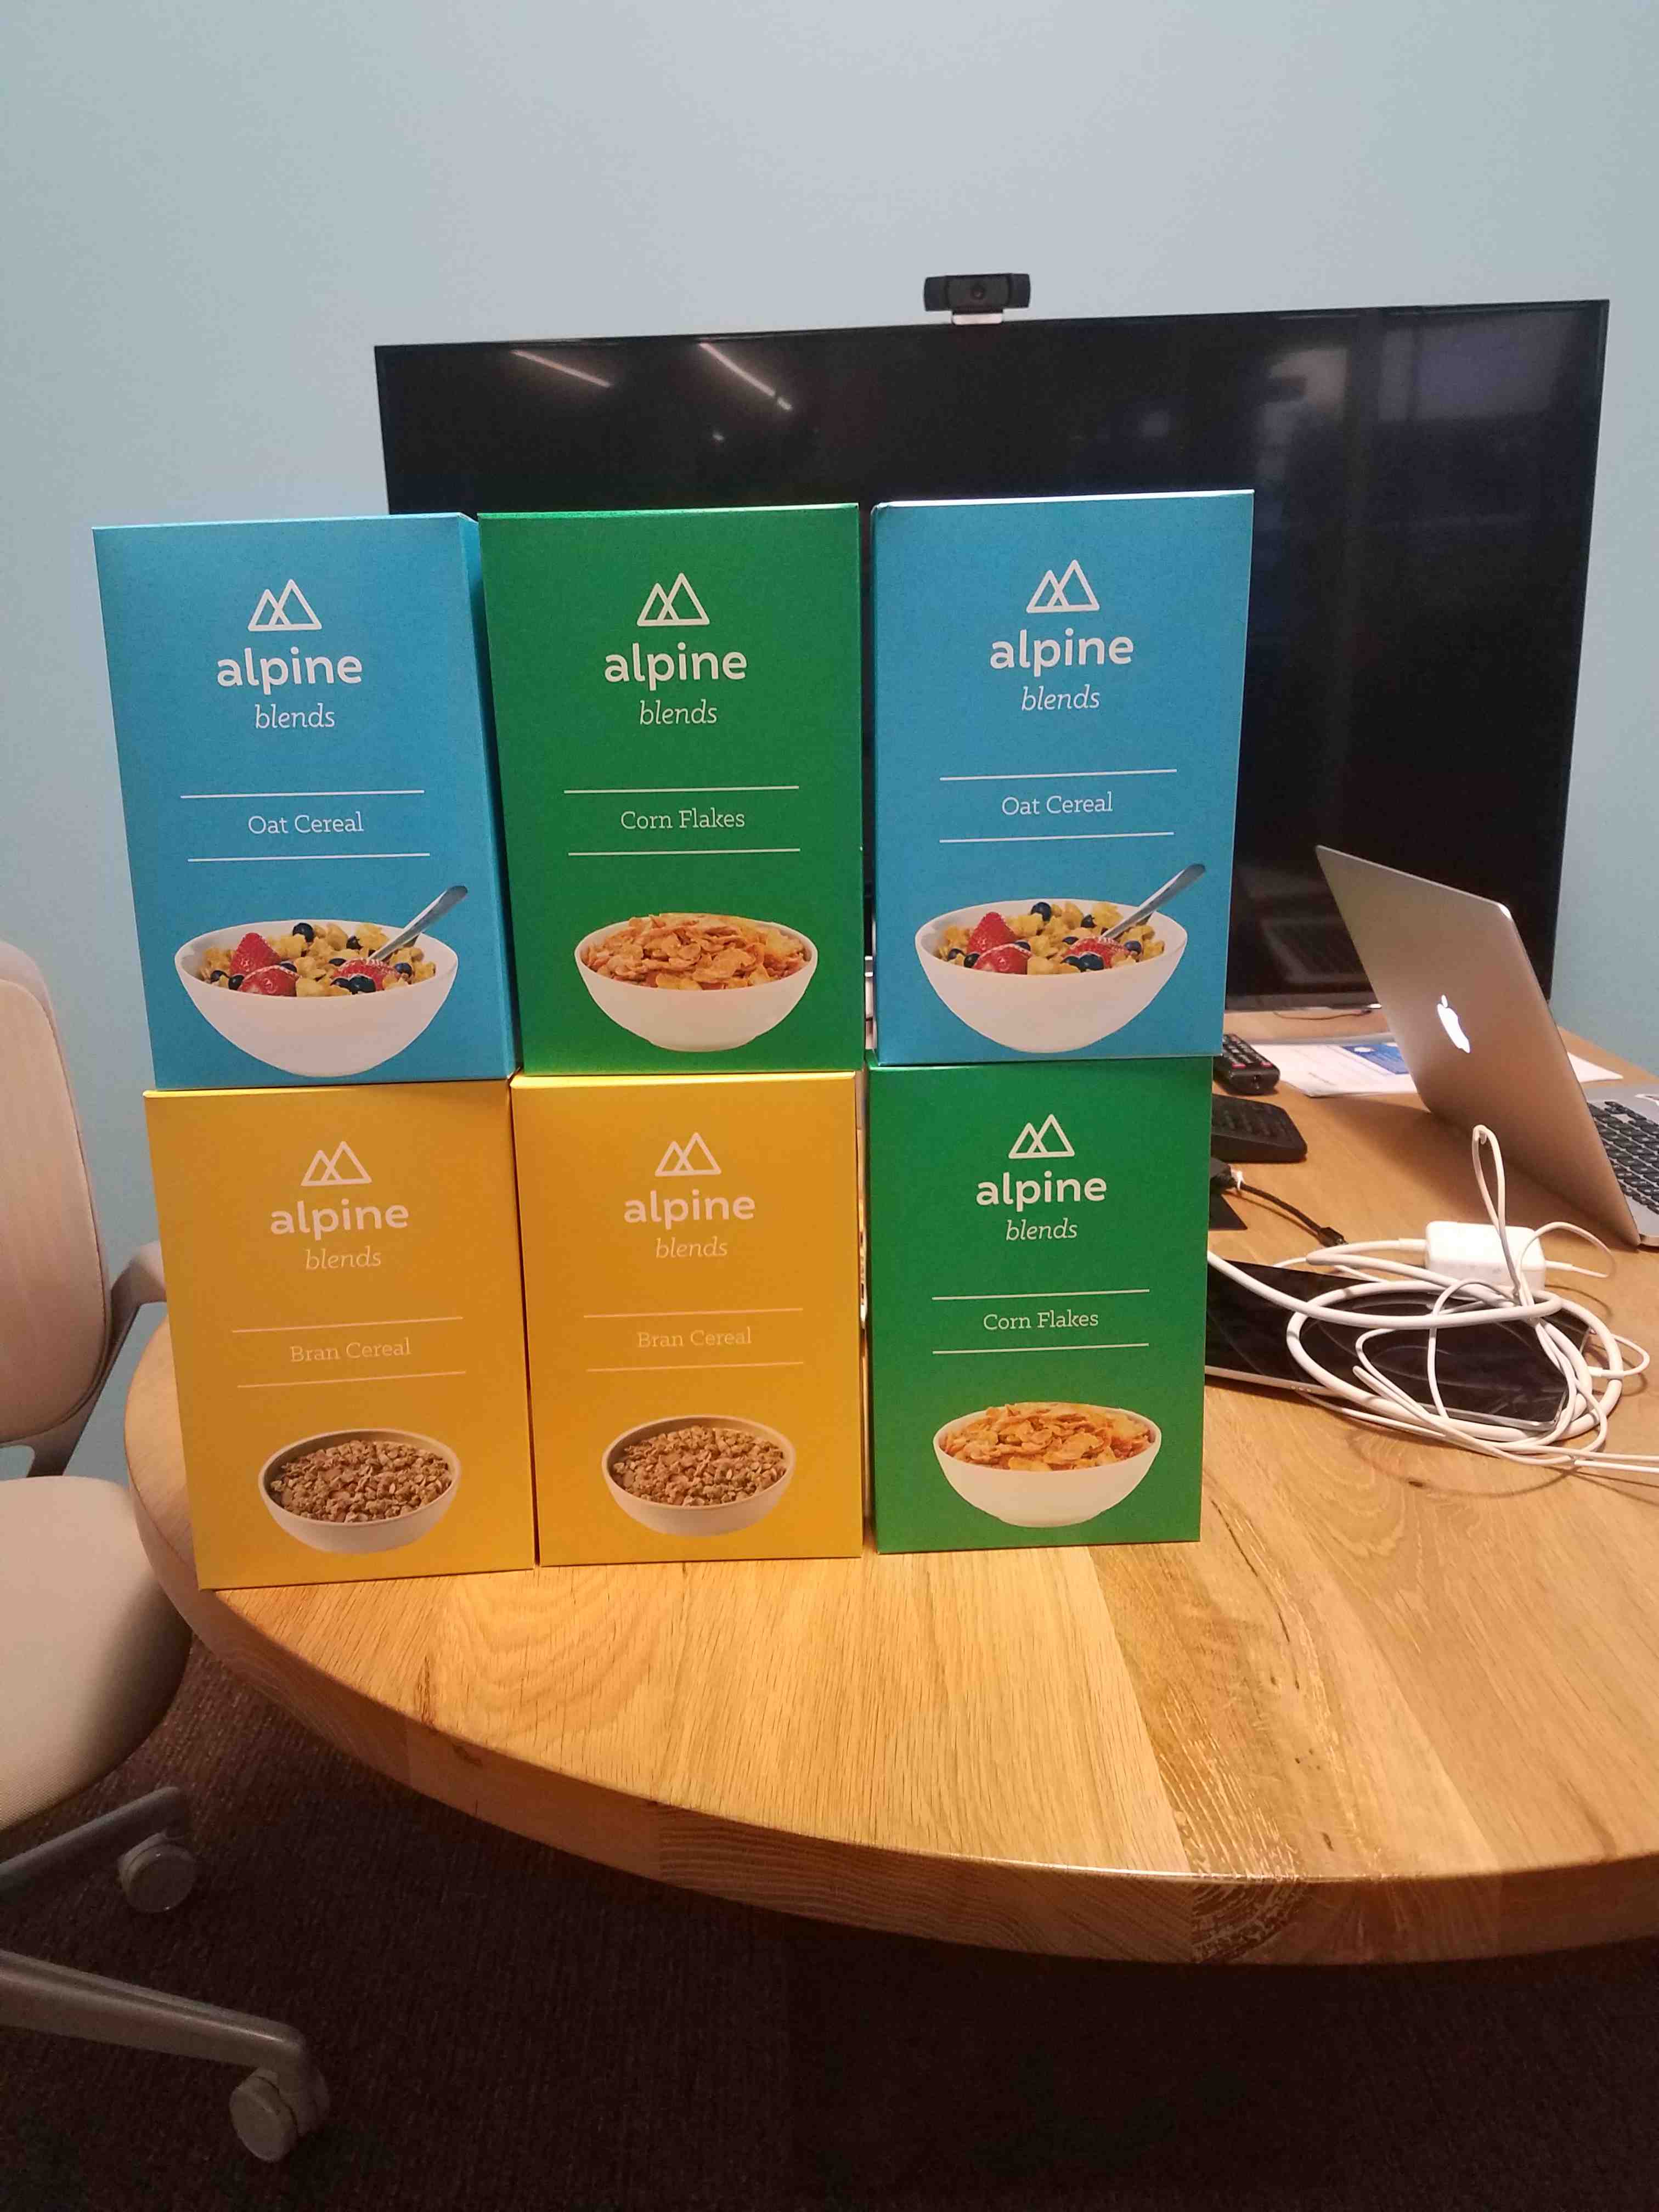 alpine
blends
Oat Cereal
alpine
blends
Corn Flakes
alpine
blends
Oat Cereal
alpine
blends
Bran Cereal
alpine
blends
Bran Cereal
alpine
blends
Corn Flakes